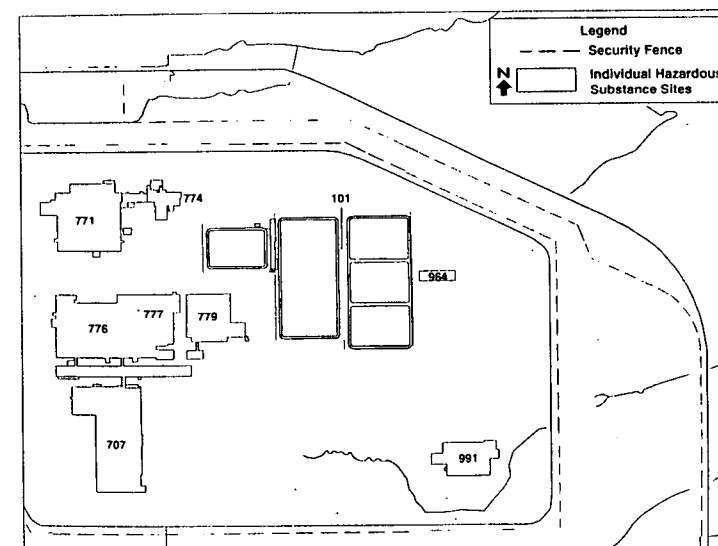 Legend
Security Fence
N
Individual Hazardous
Substance Sites
774
101
771
964
777
779
776
707
991